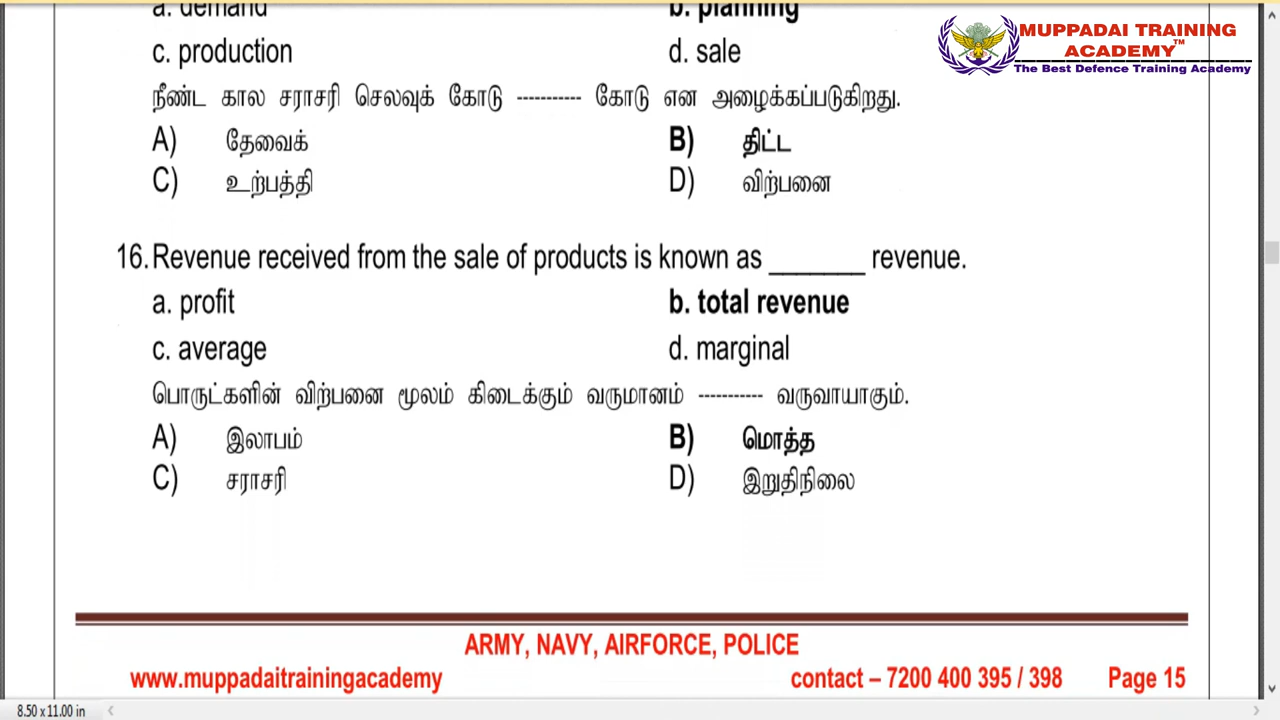 a. demand b. planning
MUPPADAI TRAINING
ACADEMY™
The Best Defence Training Academy
c. production d. sale
நீண்ட கால சராசரி செலவுக் கோடு ----------- கோடு என அழைக்கப்படுகிறது.
A) தேவைக் B) திட்ட
C) உற்பத்தி D) விற்பனை
16. Revenue received from the sale of products is known as _______ revenue.
a. profit b. total revenue
c. average d. marginal
பொருட்களின் விற்பனை மூலம் கிடைக்கும் வருமானம் ----------- வருவாயாகும்.
A) இலாபம் B) மொத்த
C) சராசரி D) இறுதிநிலை
ARMY, NAVY, AIRFORCE, POLICE
www.muppadaitrainingacademy contact – 7200 400 395 / 398 Page 15
8.50 x 11.00 in